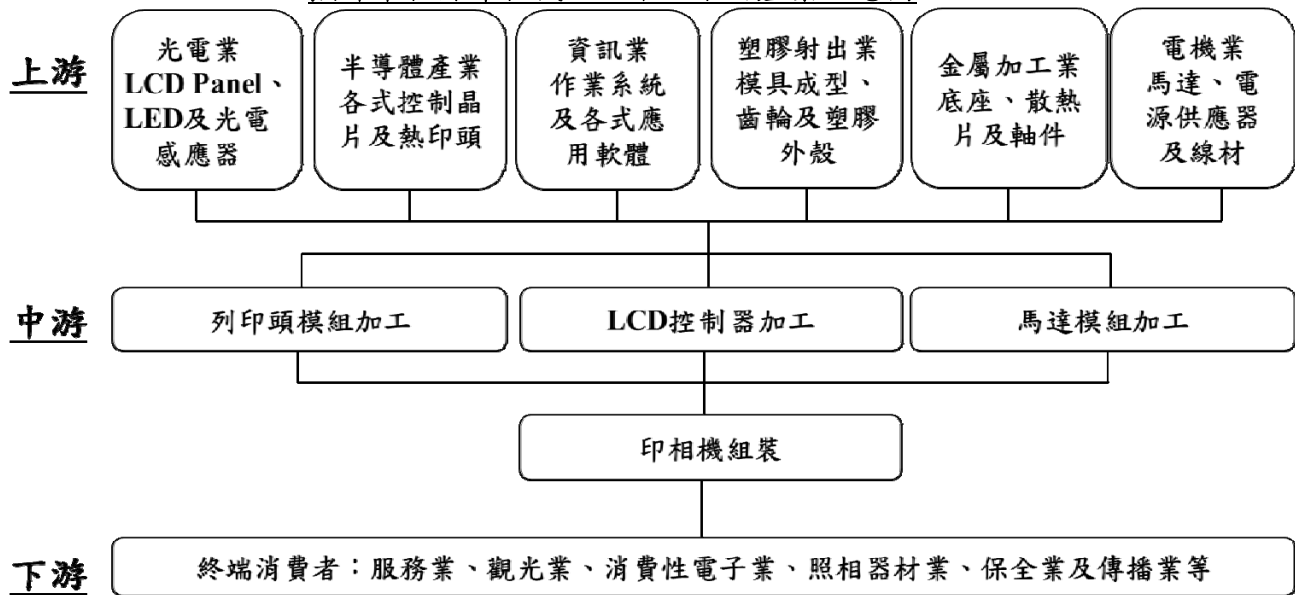 上游
光電業
LCD Panel、
LED及光電
感應器
半導體產業
各式控制晶
片及熱印頭
資訊業
作業系統
及各式應
用軟體
塑膠射出業
模具成型、
齒輪及塑膠
外殼
金屬加工業
底座、散熱
片及軸件
電機業
馬達、電
源供應器
及線材
中游
列印頭模組加工
LCD控制器加工
馬達模組加工
印相機組裝
下游
終端消費者：服務業、觀光業、消費性電子業、照相器材業、保全業及傳播業等